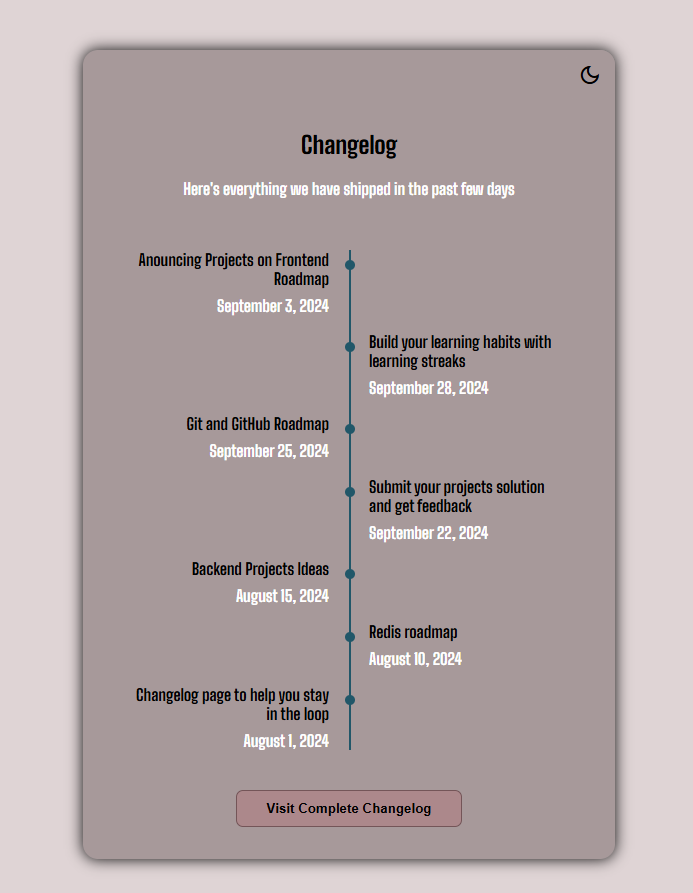 Changelog
Here's everything we have shipped in the past few days
Anouncing Projects on Frontend
Roadmap
September 3, 2024
Build your learning habits with
learning streaks
September 28, 2024
Git and GitHub Roadmap
September 25, 2024
Submit your projects solution
and get feedback
September 22, 2024
Backend Projects Ideas
August 15, 2024
Redis roadmap
August 10, 2024
Changelog page to help you stay
in the loop
August 1, 2024
Visit Complete Changelog